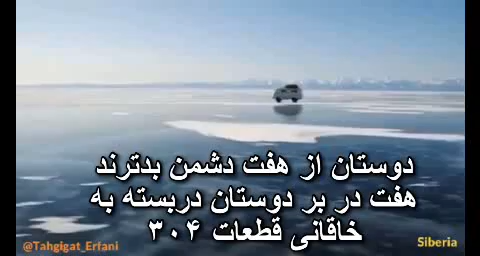 دوستان از هفت دشمن بدترند
هفت در بر دوستان دربسته به
خاقانی قطعات ۳۰۴
@Tahgigat_Erfani
Siberia